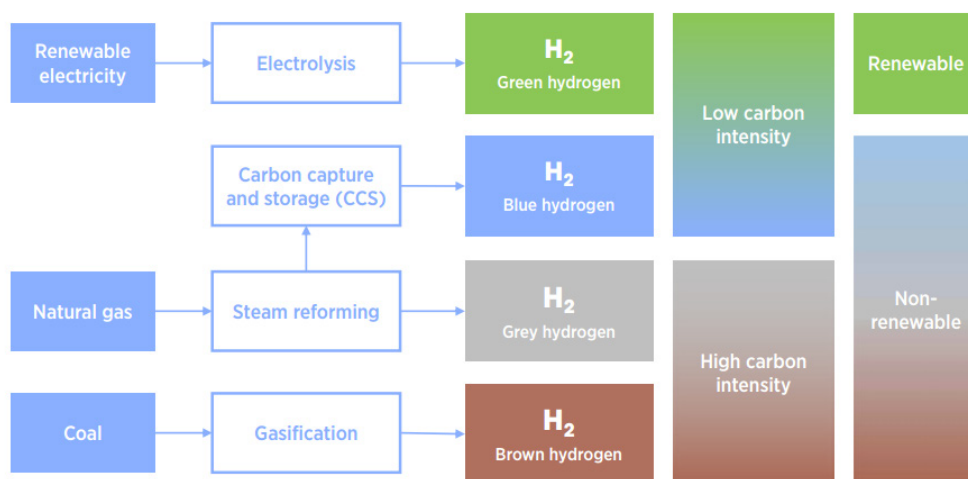 Renewable
electricity
Electrolysis
H₂
Green hydrogen
Low carbon
intensity
Renewable
Carbon capture
and storage (CCS)
H₂
Blue hydrogen
Natural gas
Steam reforming
H₂
Grey hydrogen
High carbon
intensity
Non-
renewable
Coal
Gasification
H₂
Brown hydrogen